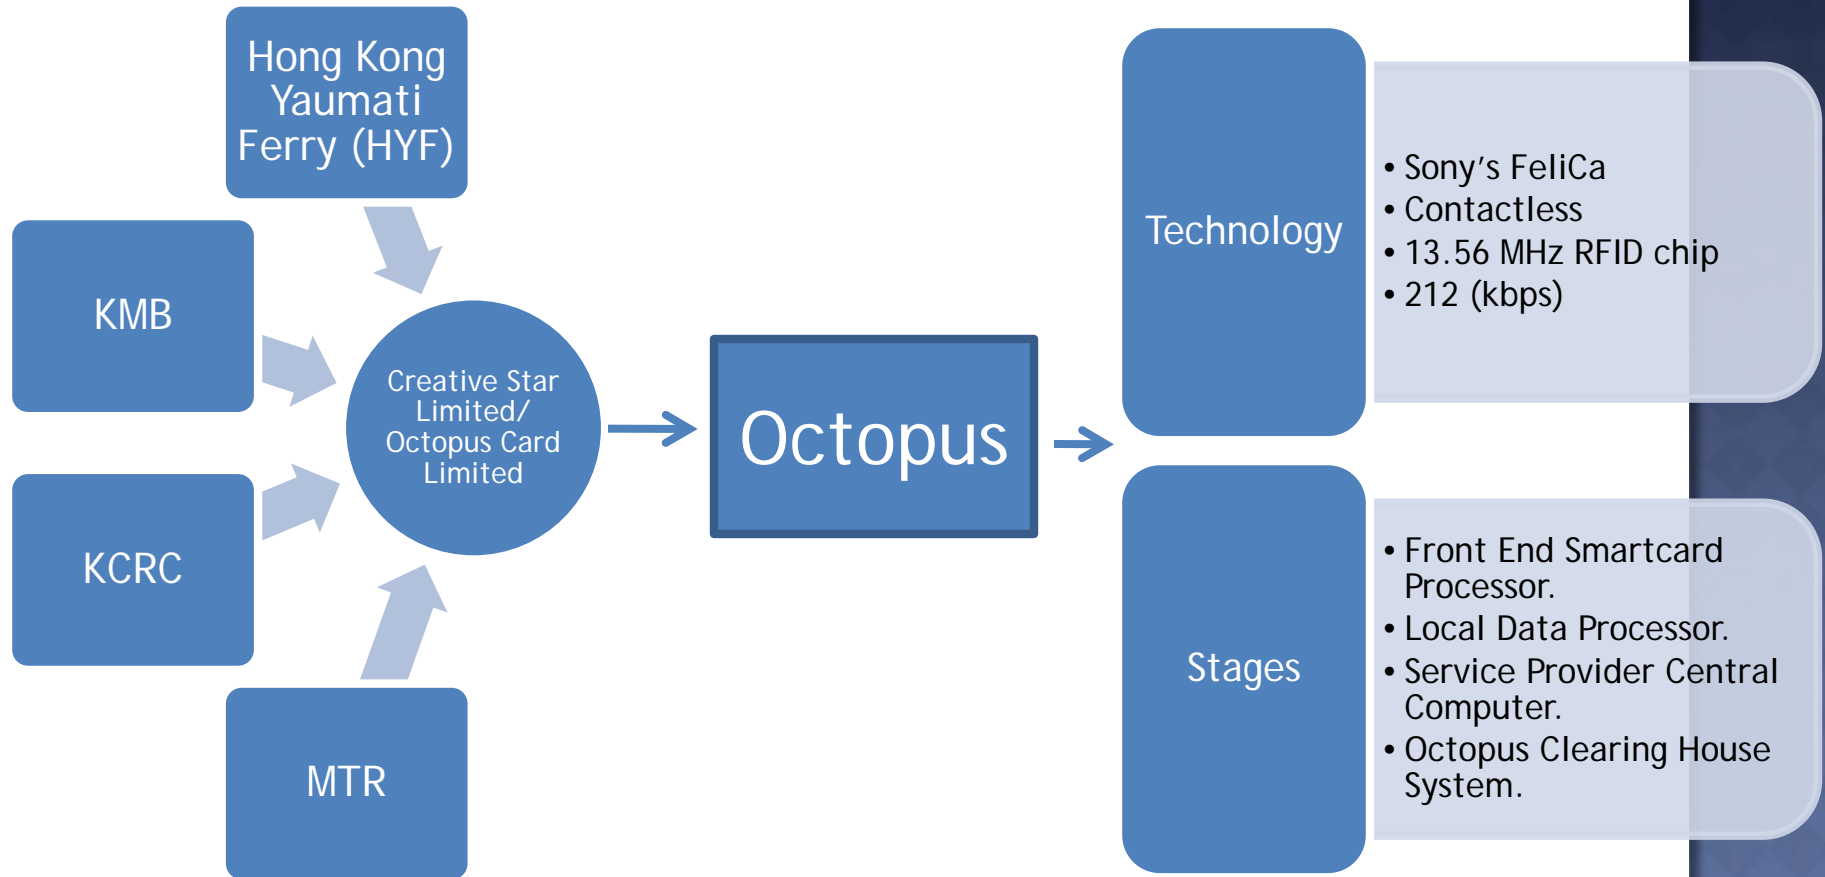 Hong Kong
Yaumati
Ferry (HYF)
KMB
KCRC
MTR
Creative Star
Limited/
Octopus Card
Limited
Octopus
Technology
• Sony’s FeliCa
• Contactless
• 13.56 MHz RFID chip
• 212 (kbps)
Stages
• Front End Smartcard
Processor.
• Local Data Processor.
• Service Provider Central
Computer.
• Octopus Clearing House
System.